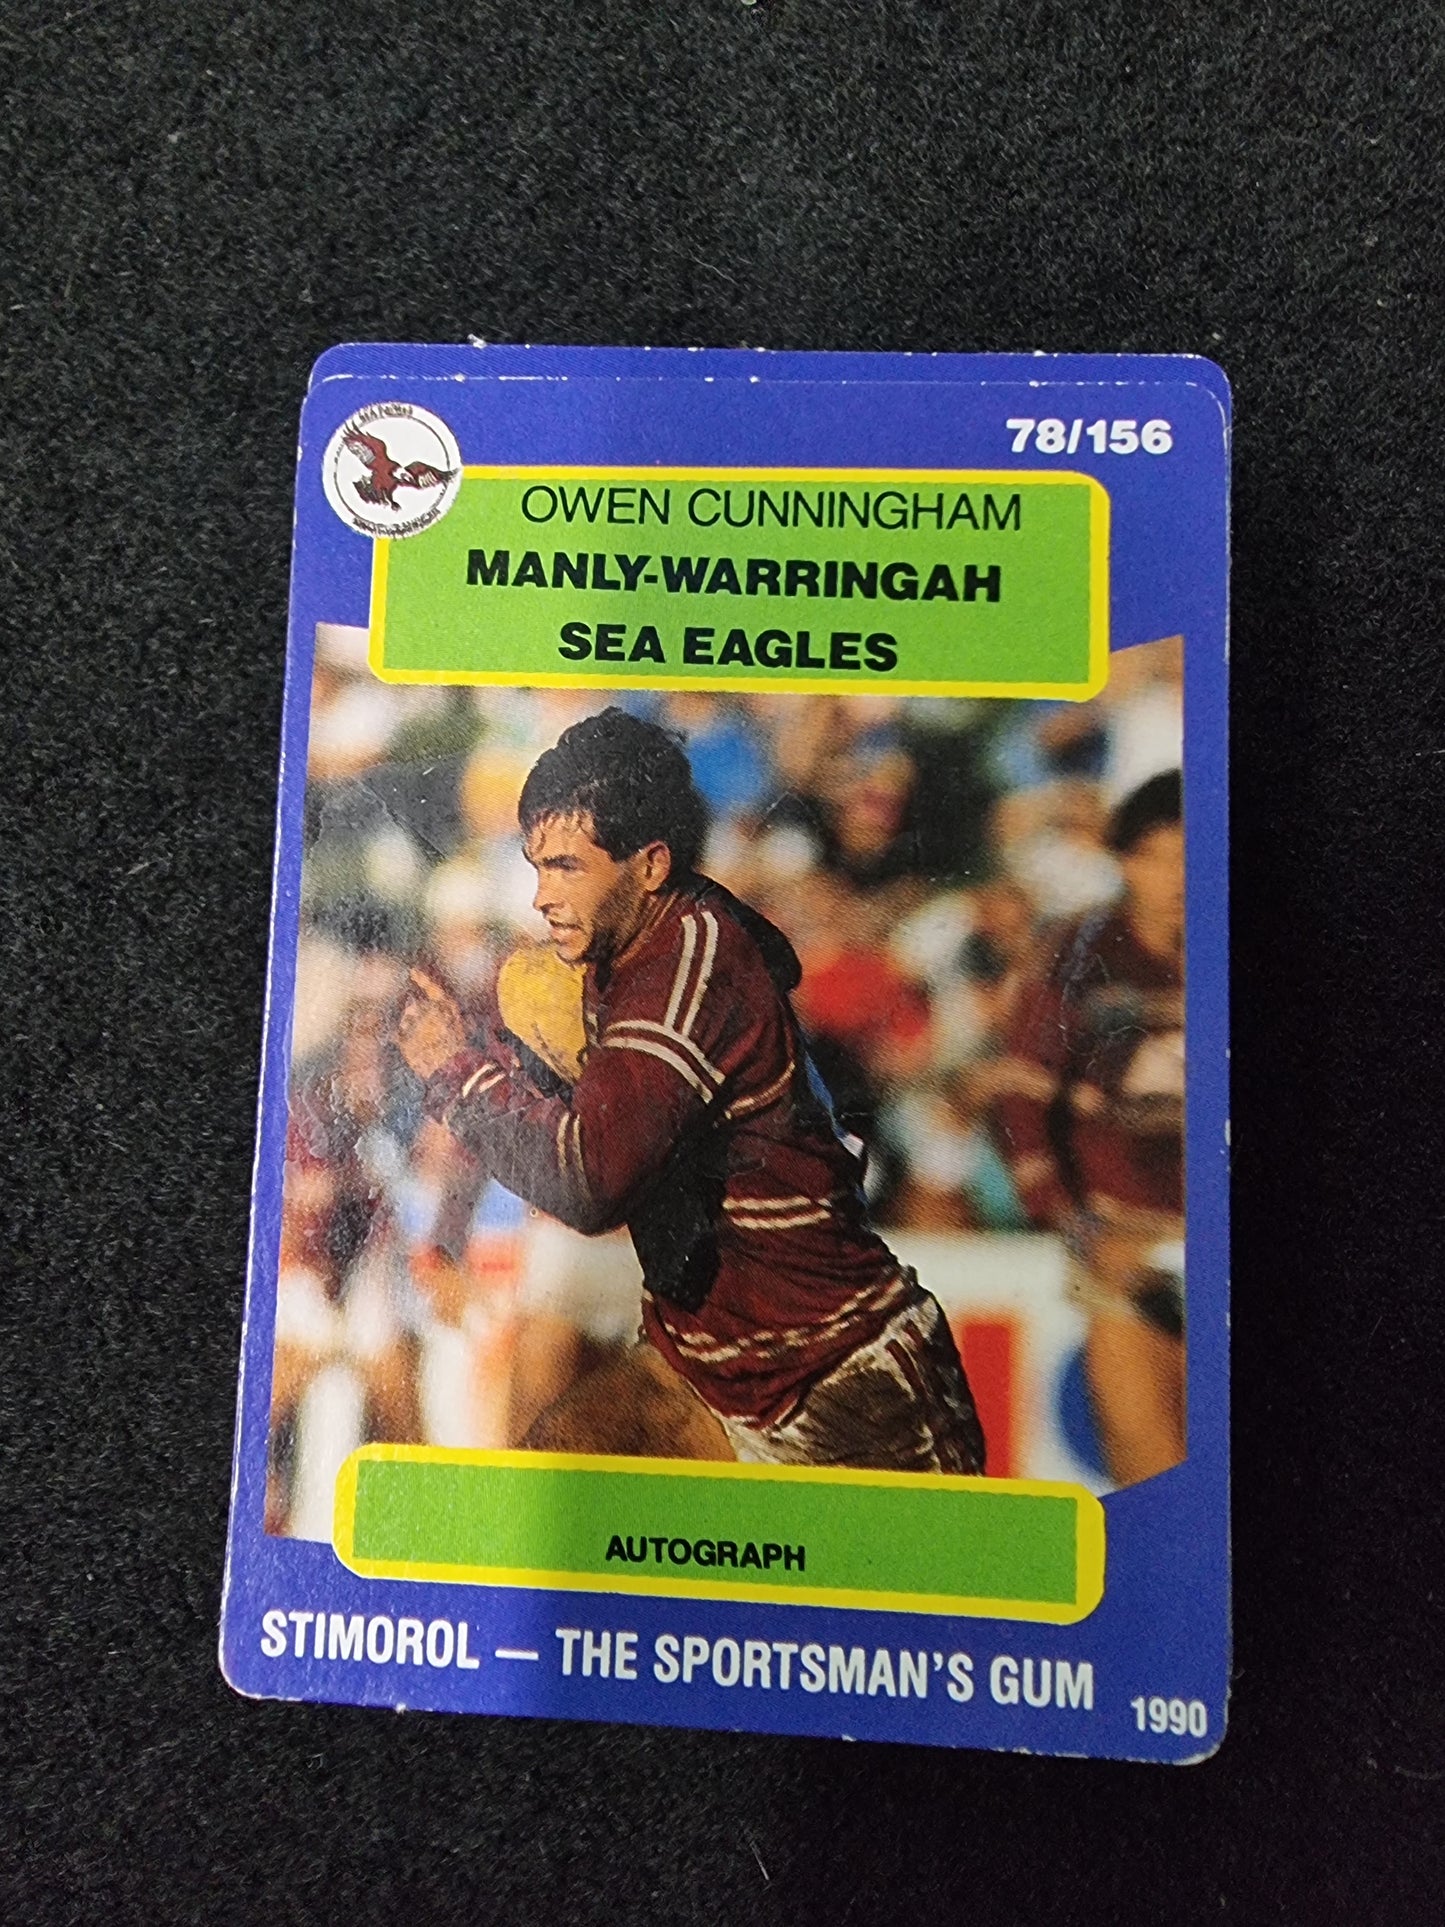 78/156
OWEN CUNNINGHAM
MANLY-WARRINGAH
SEA EAGLES
AUTOGRAPH
STIMOROL — THE SPORTSMAN'S GUM
1990